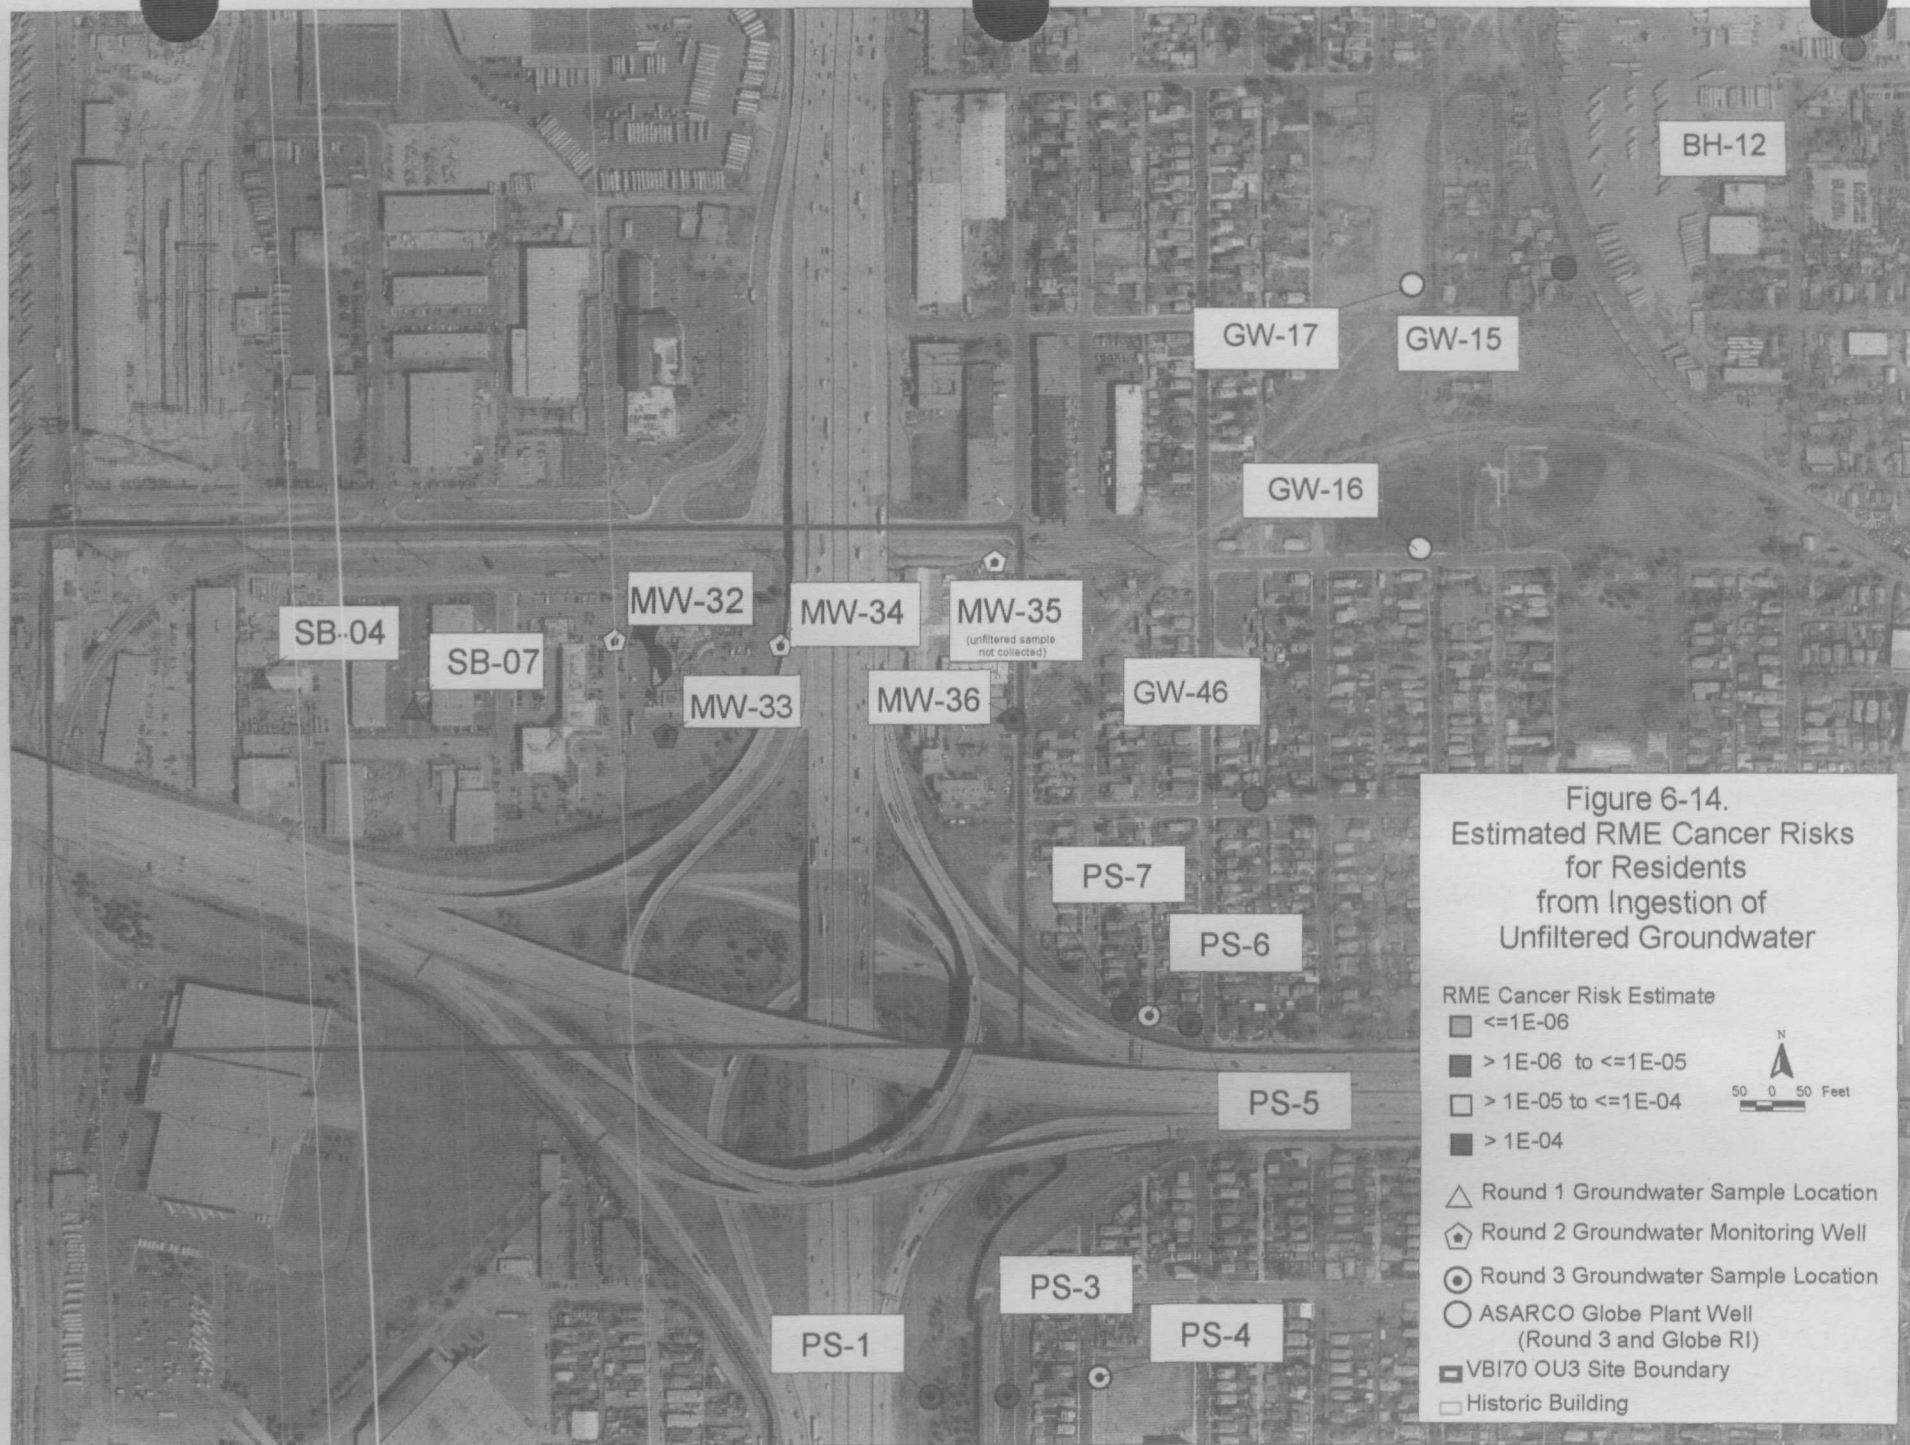 BH-12
GW-17
GW-15
GW-16
SB-04
SB-07
MW-32
MW-34
MW-35
(unfiltered sample
not collected)
MW-33
MW-36
GW-46
PS-7
PS-6
PS-5
PS-3
PS-1
PS-4
Figure 6-14.
Estimated RME Cancer Risks
for Residents
from Ingestion of
Unfiltered Groundwater
RME Cancer Risk Estimate
<=1E-06
> 1E-06 to <=1E-05
> 1E-05 to <=1E-04
> 1E-04
N
50 0 50 Feet
Round 1 Groundwater Sample Location
Round 2 Groundwater Monitoring Well
Round 3 Groundwater Sample Location
ASARCO Globe Plant Well
(Round 3 and Globe RI)
VBI70 OU3 Site Boundary
Historic Building